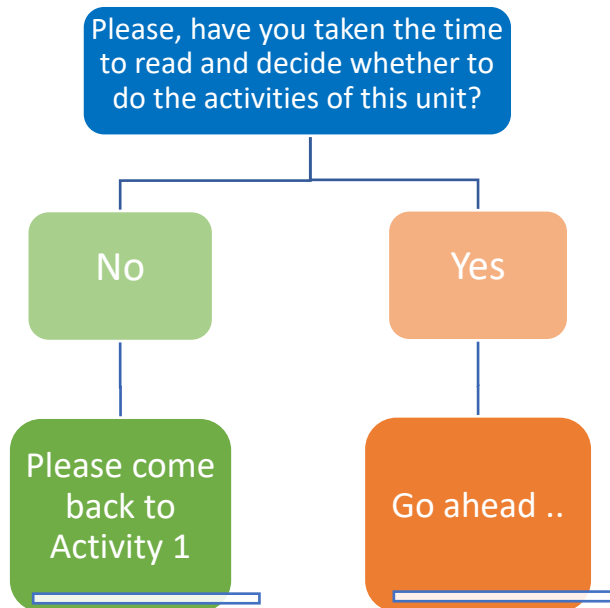 Please, have you taken the time
to read and decide whether to
do the activities of this unit?
No
Yes
Please come
back to
Activity 1
Go ahead ..